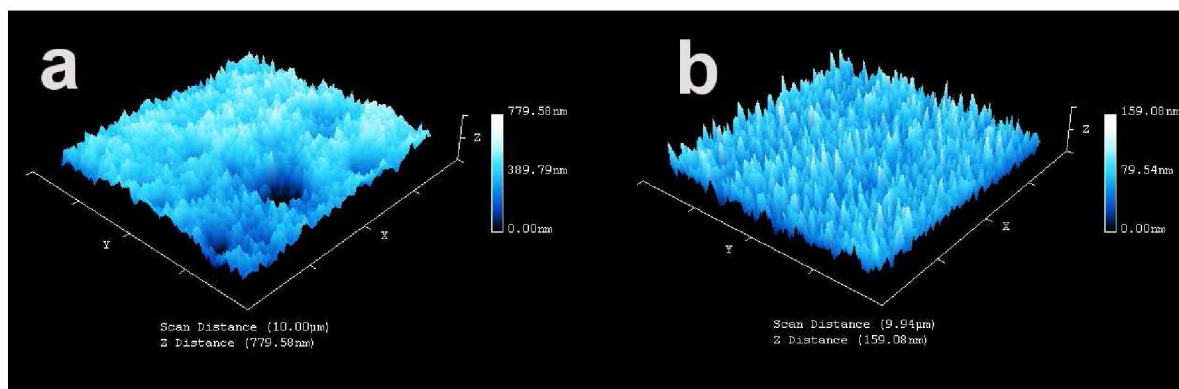 a
779.58nm
Z
389.79nm
0.00nm
Y
X
Scan Distance (10.00µm)
Z Distance (779.58nm)
b
159.08nm
Z
79.54nm
0.00nm
Y
X
Scan Distance (9.94µm)
Z Distance (159.08nm)